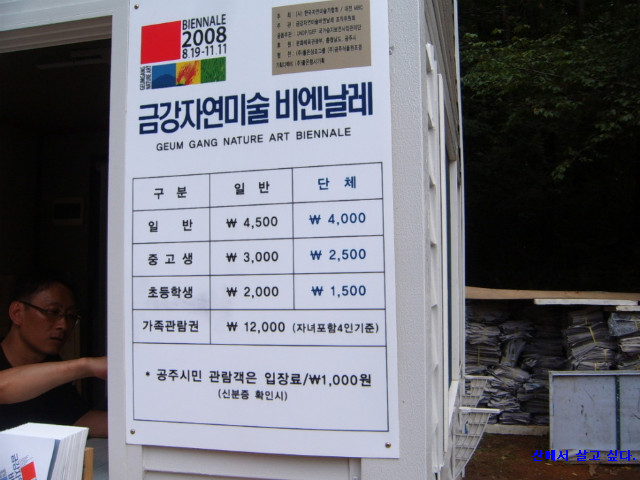 BIENNALE
2008
8.19-11.11
금강자연미술 비엔날레
GEUM GANG NATURE ART BIENNALE
구 분 일 반 단 체
일 반 ₩ 4,500 ₩ 4,000
중고생 ₩ 3,000 ₩ 2,500
초등학생 ₩ 2,000 ₩ 1,500
가족관람권 ₩ 12,000 (자녀포함4인기준)
* 공주시민 관람객은 입장료/₩1,000원
(신분증 확인시)
산에서 살고 싶다.